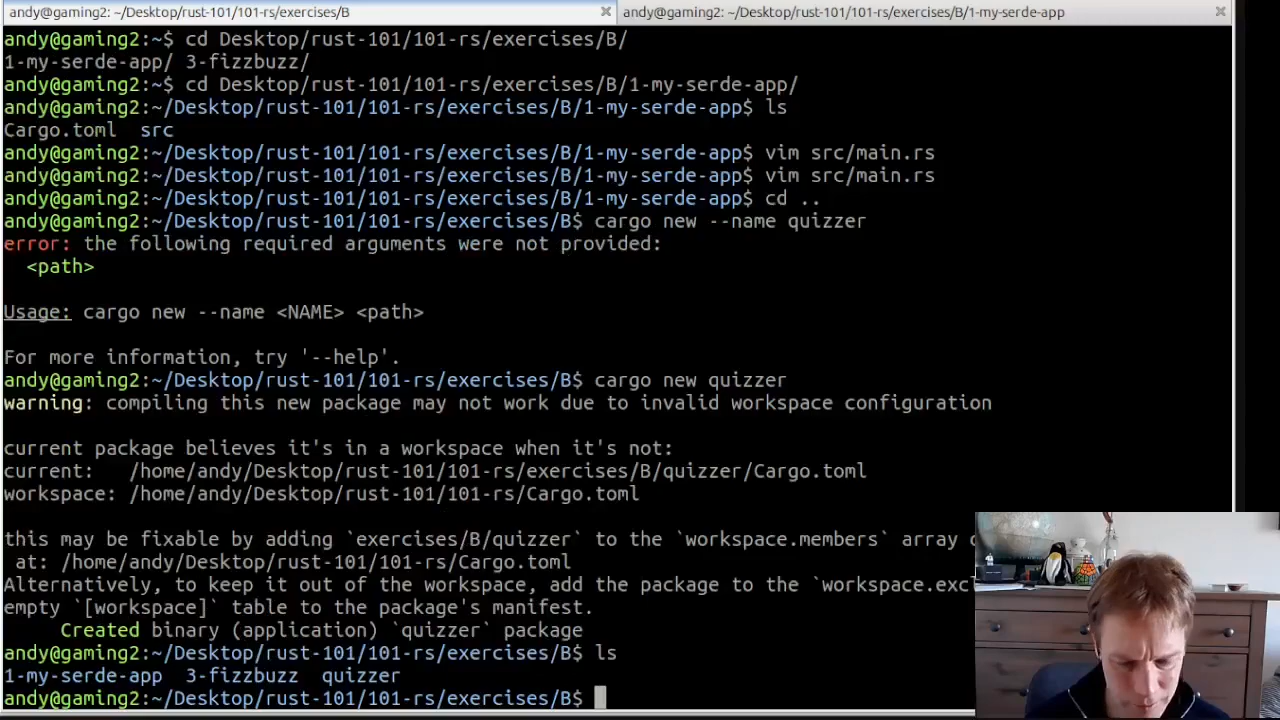 andy@gaming2: ~/Desktop/rust-101/101-rs/exercises/B
andy@gaming2: ~/Desktop/rust-101/101-rs/exercises/B/1-my-serde-app
andy@gaming2:~$ cd Desktop/rust-101/101-rs/exercises/B/
1-my-serde-app/ 3-fizzbuzz/
andy@gaming2:~$ cd Desktop/rust-101/101-rs/exercises/B/1-my-serde-app/
andy@gaming2:~/Desktop/rust-101/101-rs/exercises/B/1-my-serde-app$ ls
Cargo.toml  src
andy@gaming2:~/Desktop/rust-101/101-rs/exercises/B/1-my-serde-app$ vim src/main.rs
andy@gaming2:~/Desktop/rust-101/101-rs/exercises/B/1-my-serde-app$ vim src/main.rs
andy@gaming2:~/Desktop/rust-101/101-rs/exercises/B/1-my-serde-app$ cd ..
andy@gaming2:~/Desktop/rust-101/101-rs/exercises/B$ cargo new --name quizzer
error: the following required arguments were not provided:
  <path>
Usage: cargo new --name <NAME> <path>
For more information, try '--help'.
andy@gaming2:~/Desktop/rust-101/101-rs/exercises/B$ cargo new quizzer
warning: compiling this new package may not work due to invalid workspace configuration
current package believes it's in a workspace when it's not:
current:   /home/andy/Desktop/rust-101/101-rs/exercises/B/quizzer/Cargo.toml
workspace: /home/andy/Desktop/rust-101/101-rs/Cargo.toml
this may be fixable by adding `exercises/B/quizzer` to the `workspace.members` array
 at: /home/andy/Desktop/rust-101/101-rs/Cargo.toml
Alternatively, to keep it out of the workspace, add the package to the `workspace.exc
empty `[workspace]` table to the package's manifest.
     Created binary (application) `quizzer` package
andy@gaming2:~/Desktop/rust-101/101-rs/exercises/B$ ls
1-my-serde-app  3-fizzbuzz  quizzer
andy@gaming2:~/Desktop/rust-101/101-rs/exercises/B$